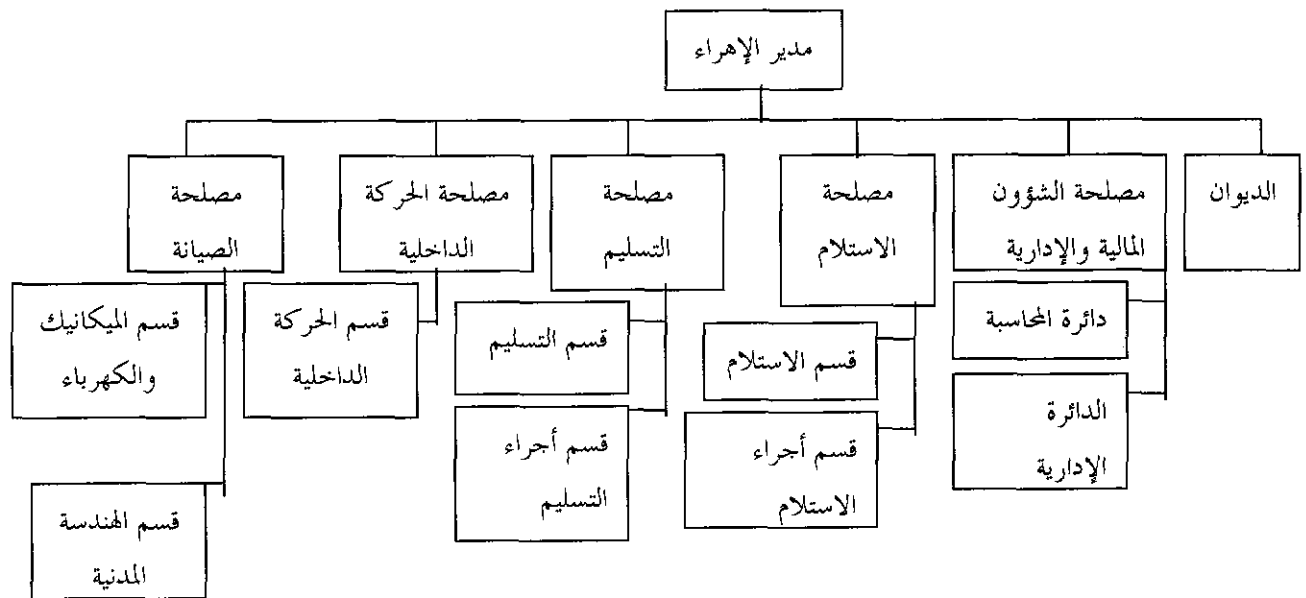 مدير الإهراء
الديوان
مصلحة الشؤون
المالية والإدارية
مصلحة
الاستلام
مصلحة
التسليم
مصلحة الحركة
الداخلية
مصلحة
الصيانة
دائرة المحاسبة
الدائرة
الإدارية
قسم الاستلام
قسم أجراء
الاستلام
قسم التسليم
قسم أجراء
التسليم
قسم الحركة
الداخلية
قسم الميكانيك
والكهرباء
قسم الهندسة
المدنية